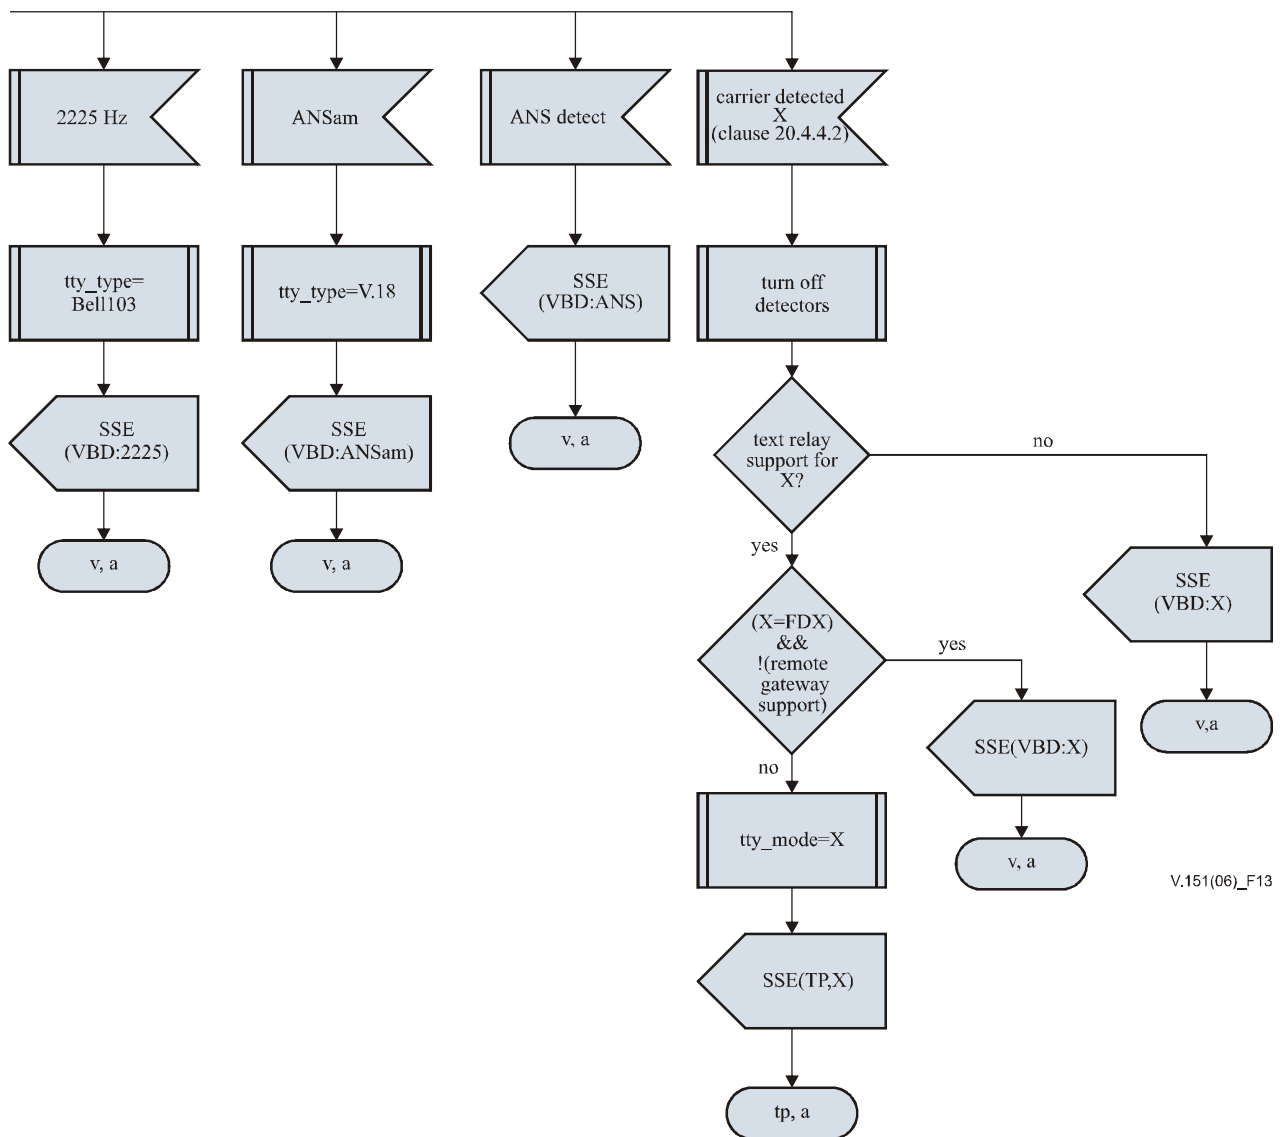 2225 Hz
ANSam
ANS detect
carrier detected
X
(clause 20.4.4.2)
tty_type=
Bell103
tty_type=V.18
SSE
(VBD:ANS)
turn off
detectors
SSE
(VBD:2225)
SSE
(VBD:ANSam)
v, a
text relay
support for
X?
no
v, a
v, a
yes
SSE
(VBD:X)
(X=FDX)
&&
!(remote
gateway
support)
yes
v,a
SSE(VBD:X)
no
tty_mode=X
v, a
V.151(06)_F13
SSE(TP,X)
tp, a